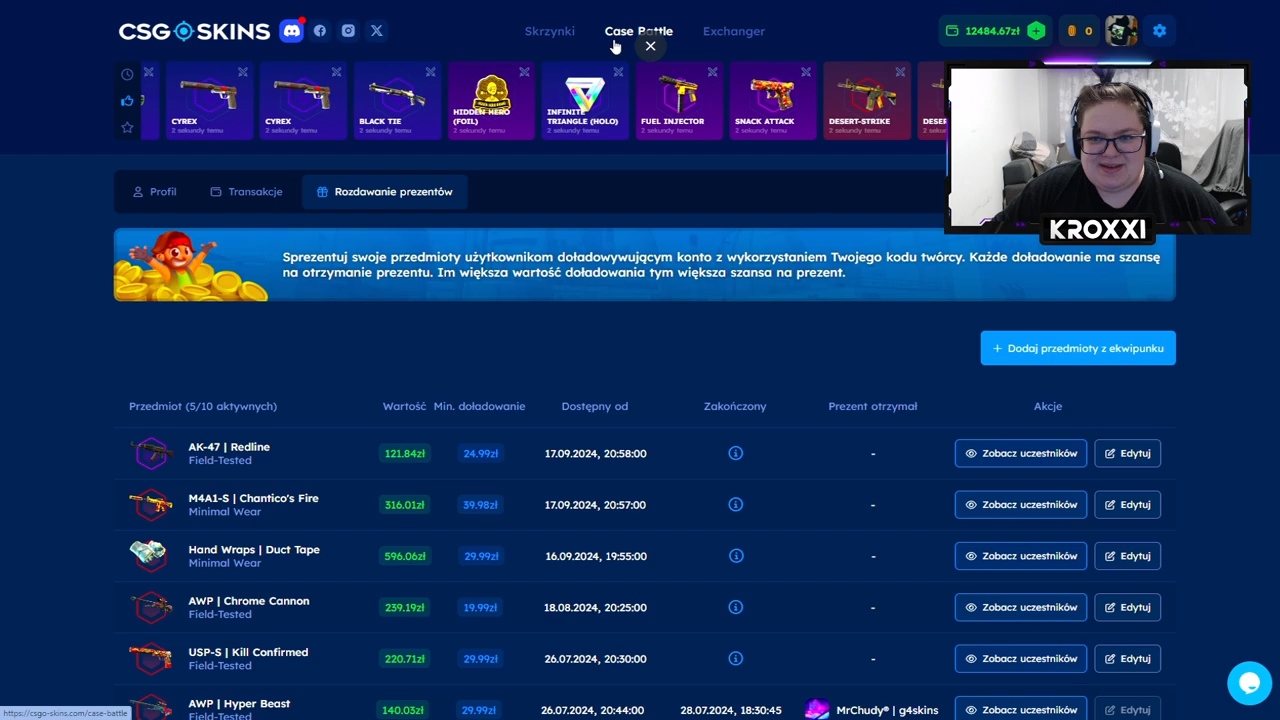 CSG SKINS
Skrzynki
Case Battle
Exchanger
12484.67zł
0
CYREX
2 sekundy temu
CYREX
2 sekundy temu
BLACK TIE
2 sekundy temu
HIDDEN HERO
(FOIL)
2 sekundy temu
INFINITE
TRIANGLE (HOLO)
2 sekundy temu
FUEL INJECTOR
2 sekundy temu
SNACK ATTACK
2 sekundy temu
DESERT-STRIKE
2 sekundy temu
KROXXI
Profil
Transakcje
Rozdawanie prezentów
Sprezentuj swoje przedmioty użytkownikom doładowywującym konto z wykorzystaniem Twojego kodu twórcy. Każde doładowanie ma szansę
na otrzymanie prezentu. Im większa wartość doładowania tym większa szansa na prezent.
+ Dodaj przedmioty z ekwipunku
Przedmiot (5/10 aktywnych) Wartość Min. doładowanie Dostępny od Zakończony Prezent otrzymał Akcje
AK-47 | Redline
Field-Tested
121.84zł 24.99zł 17.09.2024, 20:58:00 - Zobacz uczestników Edytuj
M4A1-S | Chantico's Fire
Minimal Wear
316.01zł 39.98zł 17.09.2024, 20:57:00 - Zobacz uczestników Edytuj
Hand Wraps | Duct Tape
Minimal Wear
596.06zł 29.99zł 16.09.2024, 19:55:00 - Zobacz uczestników Edytuj
AWP | Chrome Cannon
Field-Tested
239.19zł 19.99zł 18.08.2024, 20:25:00 - Zobacz uczestników Edytuj
USP-S | Kill Confirmed
Field-Tested
220.71zł 29.99zł 26.07.2024, 20:30:00 - Zobacz uczestników Edytuj
AWP | Hyper Beast
Field-Tested
140.03zł 29.99zł 26.07.2024, 20:44:00 28.07.2024, 18:30:45 MrChudy® | g4skins Zobacz uczestników Edytuj
https://csgo-skins.com/case-battle